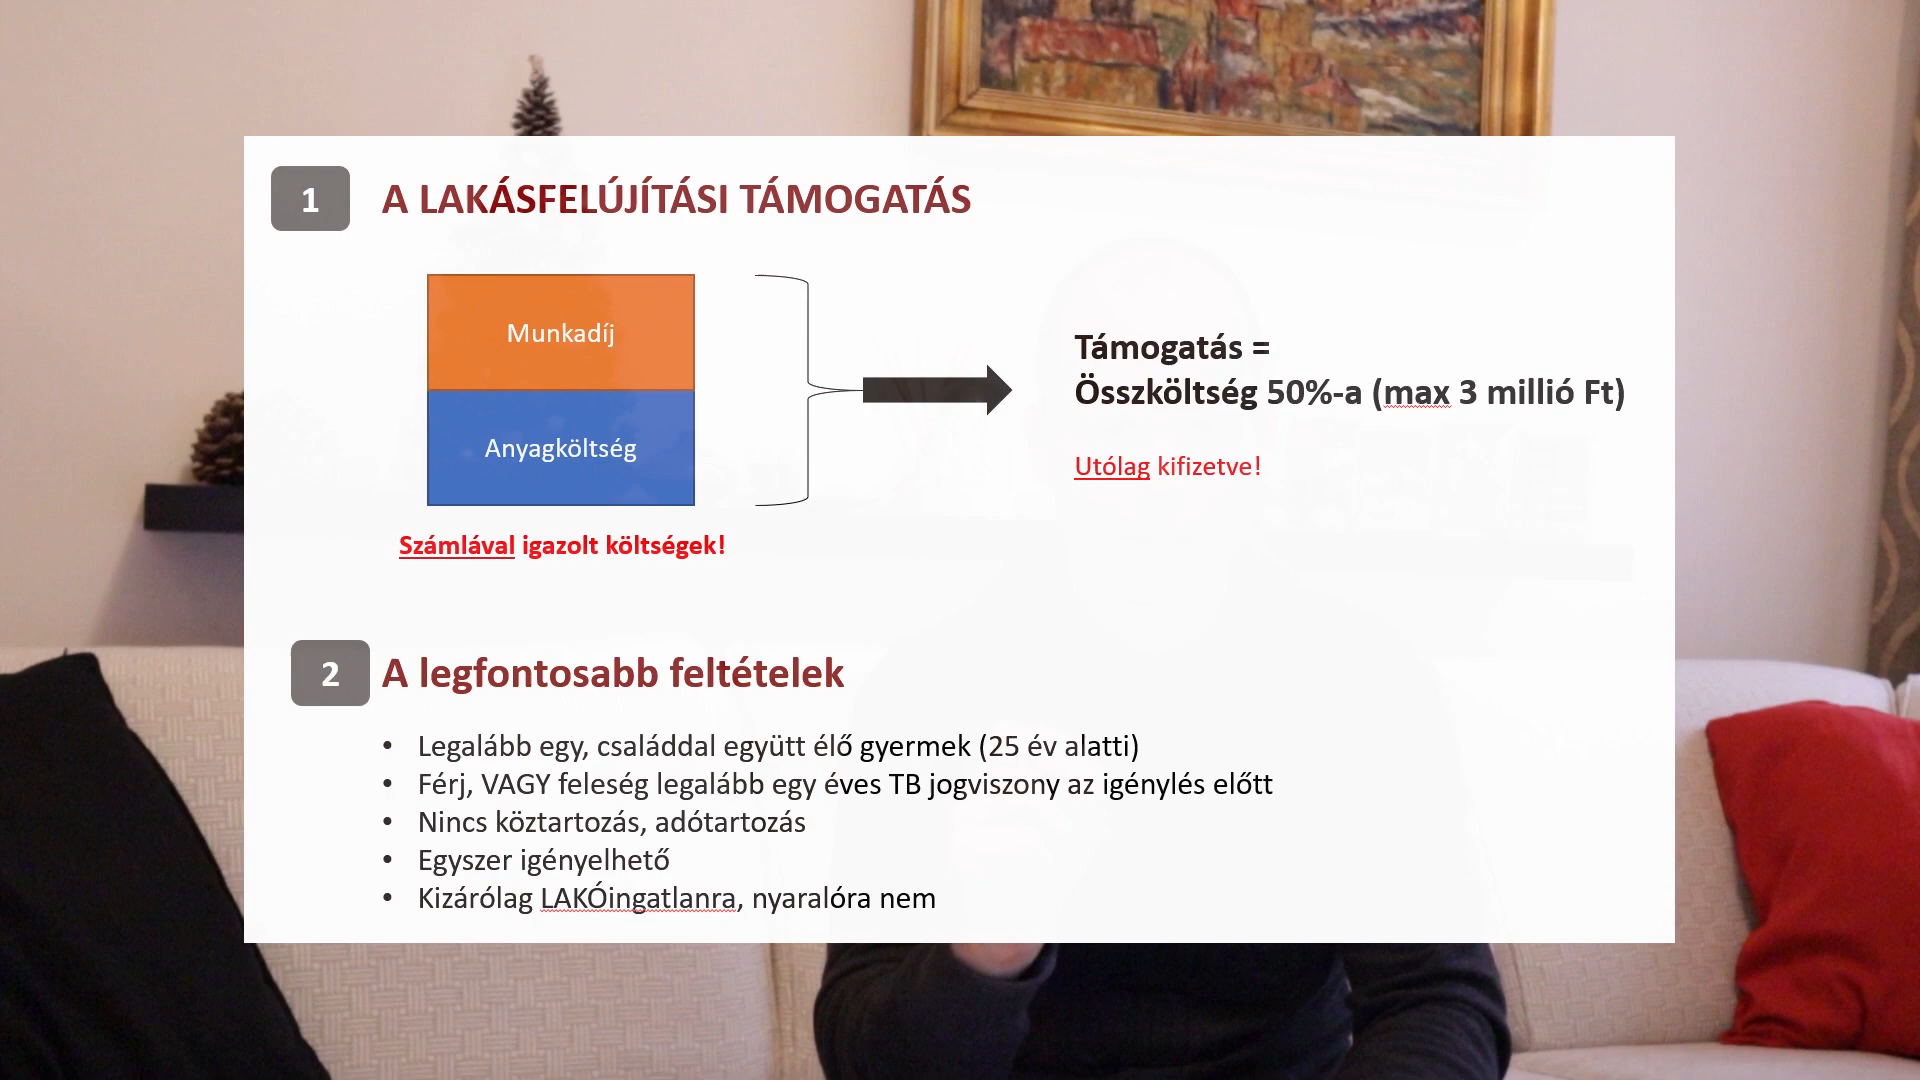 1
A LAKÁSFELÚJÍTÁSI TÁMOGATÁS
Munkadíj
Anyagköltség
Számlával igazolt költségek!
Támogatás =
Összköltség 50%-a (max 3 millió Ft)
Utólag kifizetve!
2
A legfontosabb feltételek
• Legalább egy, családdal együtt élő gyermek (25 év alatti)
• Férj, VAGY feleség legalább egy éves TB jogviszony az igénylés előtt
• Nincs köztartozás, adótartozás
• Egyszer igényelhető
• Kizárólag LAKÓingatlanra, nyaralóra nem